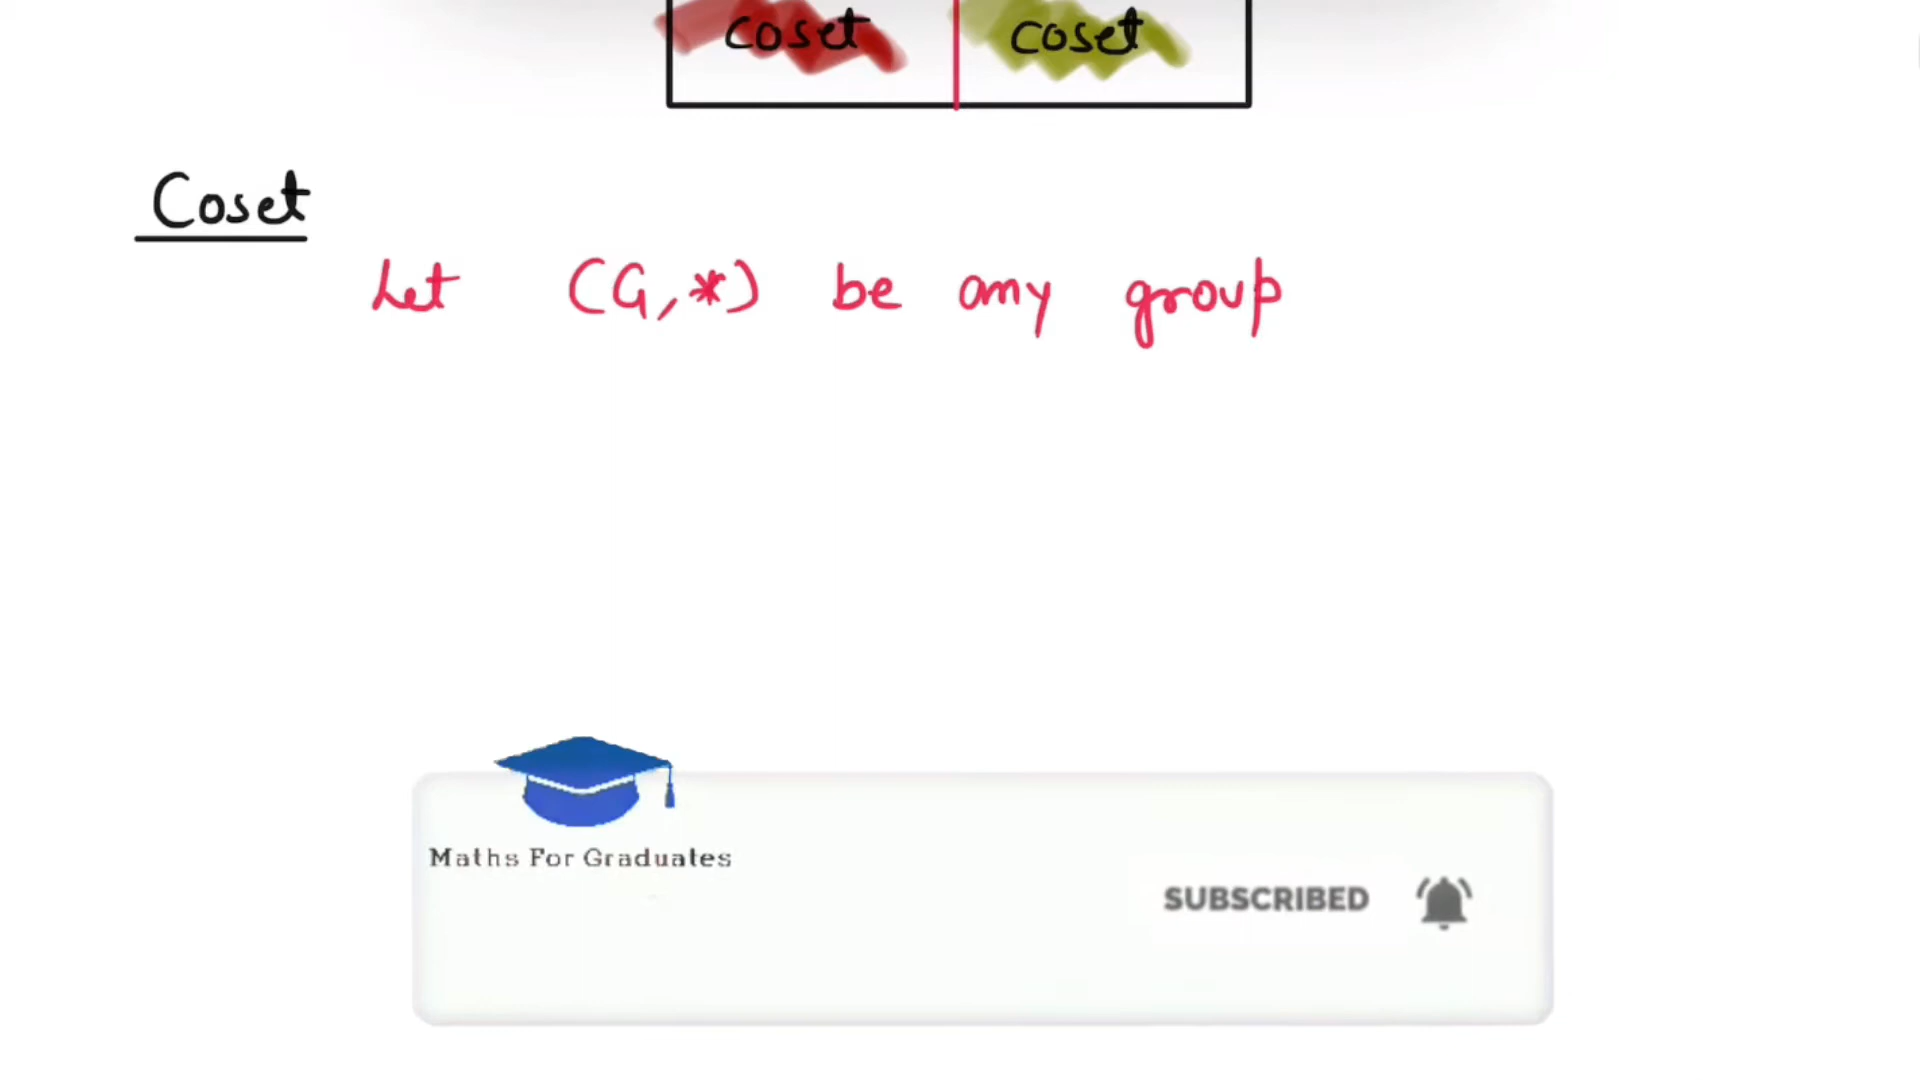 coset coset
Coset
Let (G,*) be any group
Maths For Graduates
SUBSCRIBED